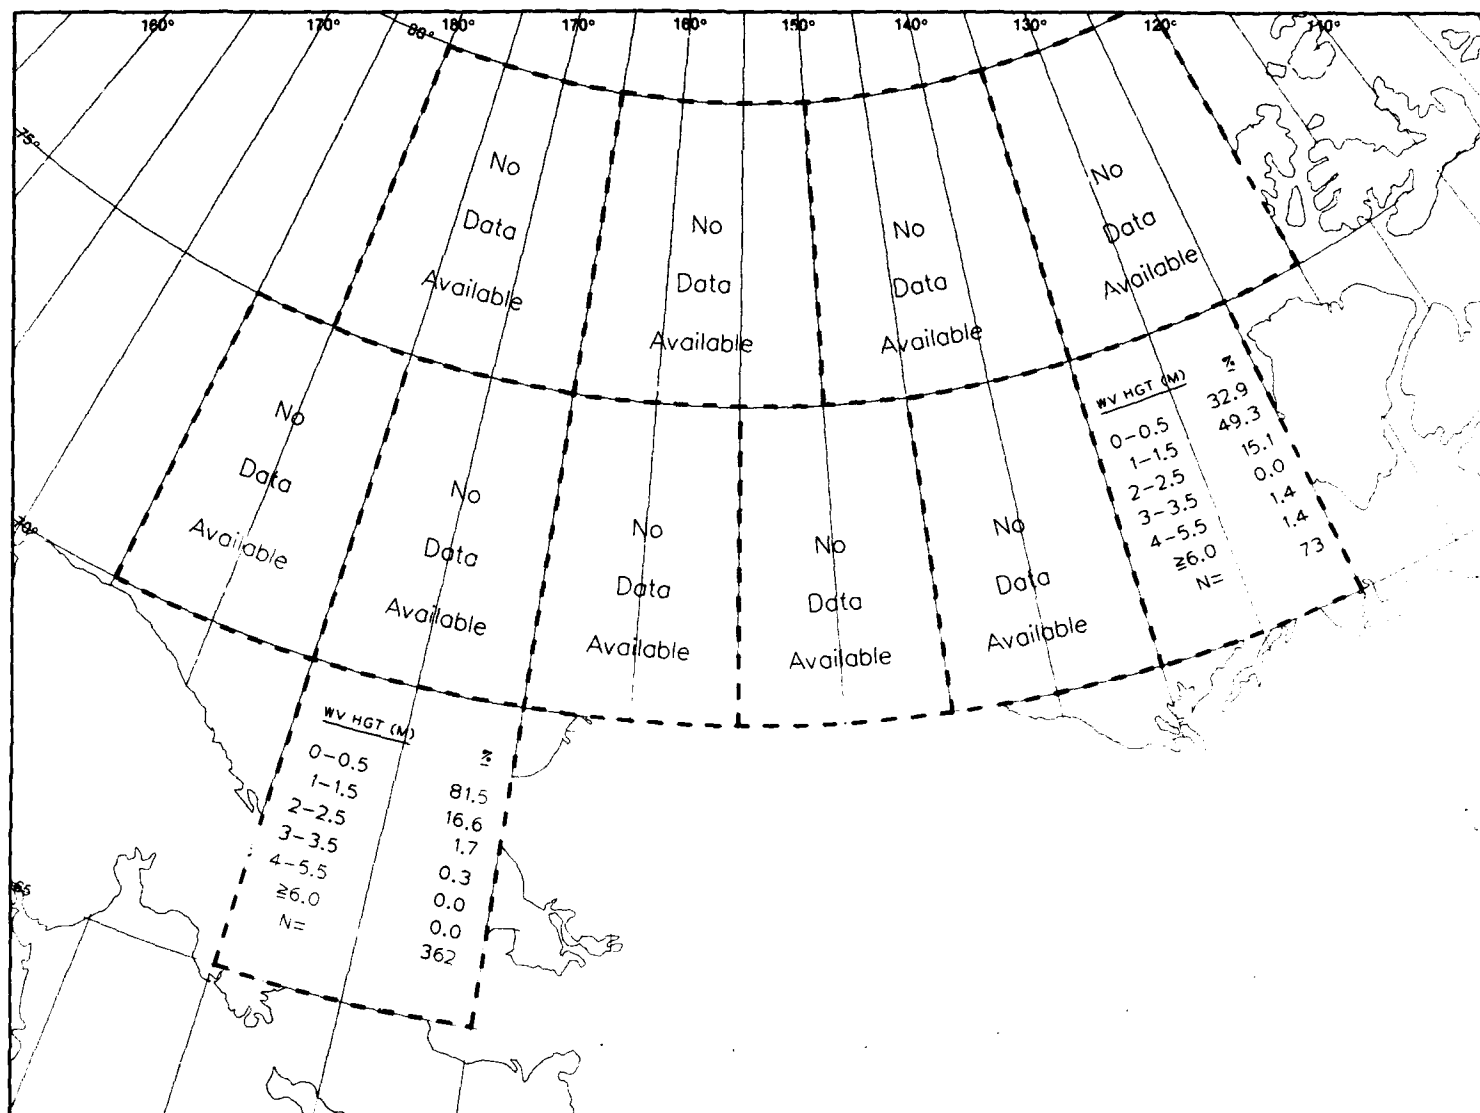 160° 170° 180° 170° 160° 150° 140° 130° 120° 110°
80°
75°
70°
65
No
Data
Available
No
Data
Available
No
Data
Available
No
Data
Available
No
Data
Available
No
Data
Available
No
Data
Available
No
Data
Available
No
Data
Available
WV HGT (M) %
0-0.5 32.9
1-1.5 49.3
2-2.5 15.1
3-3.5 0.0
4-5.5 1.4
≥6.0 1.4
N= 73
WV HGT (M) %
0-0.5 81.5
1-1.5 16.6
2-2.5 1.7
3-3.5 0.3
4-5.5 0.0
≥6.0 0.0
N= 362